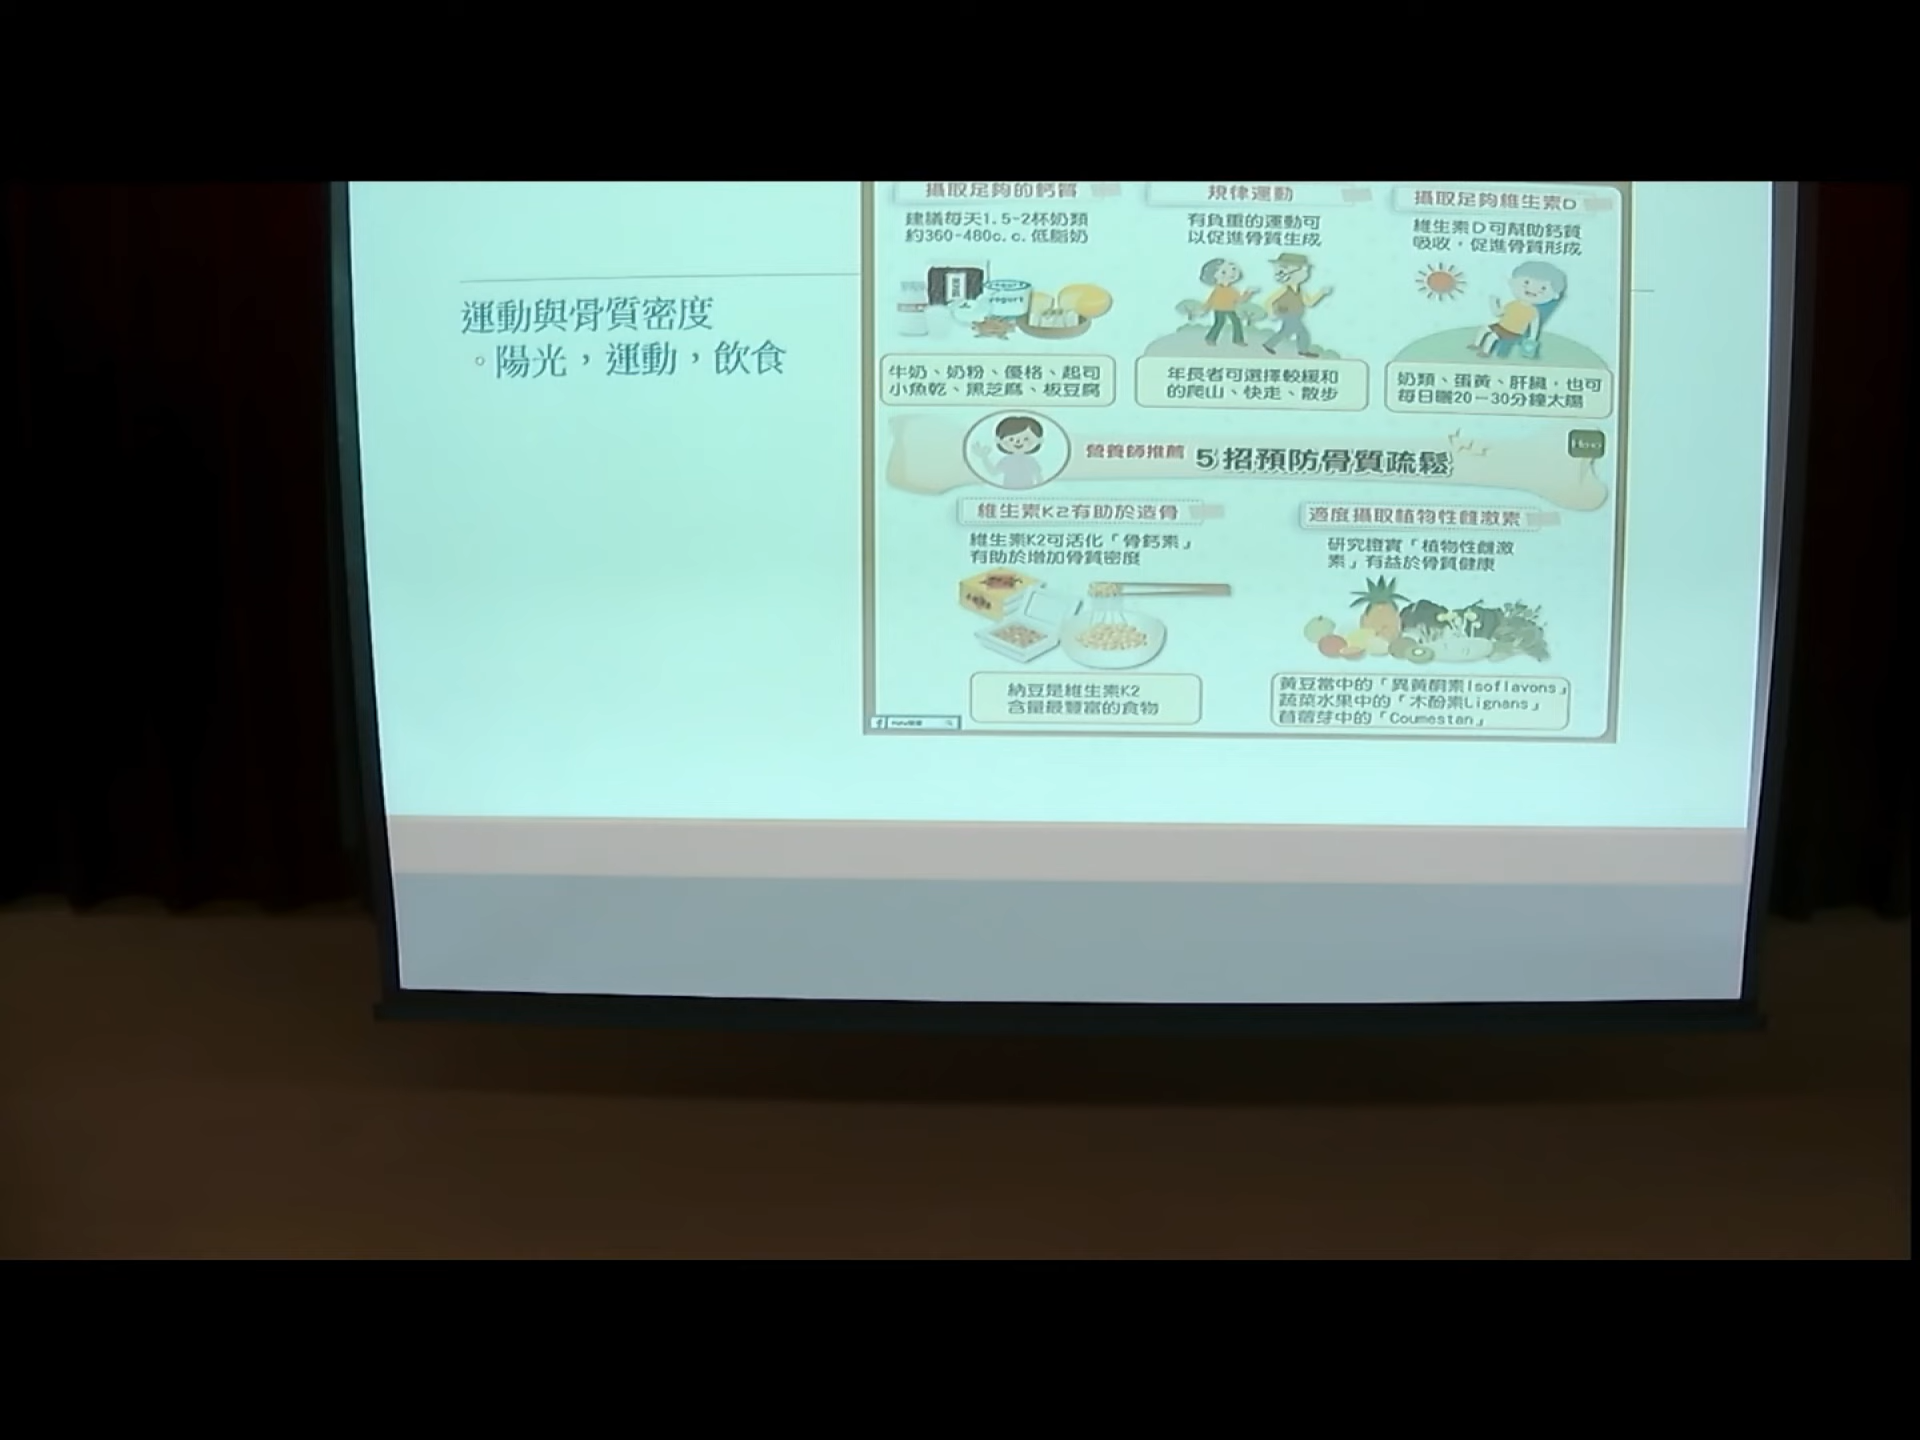 運動與骨質密度
。陽光，運動，飲食
攝取足夠的鈣質
建議每天1.5-2杯奶類
約360-480c.c.低脂奶
yogurt
牛奶、奶粉、優格、起司
小魚乾、黑芝麻、板豆腐
規律運動
有負重的運動可
以促進骨質生成
年長者可選擇較緩和
的爬山、快走、散步
攝取足夠維生素D
維生素D可幫助鈣質
吸收，促進骨質形成
奶類、蛋黃、肝臟，也可
每日曬20-30分鐘太陽
營養師推薦 5招預防骨質疏鬆
維生素K2有助於造骨
維生素K2可活化「骨鈣素」
有助於增加骨質密度
納豆是維生素K2
含量最豐富的食物
適度攝取植物性雌激素
研究證實「植物性雌激
素」有益於骨質健康
黃豆當中的「異黃酮素Isoflavons」
蔬菜水果中的「木酚素Lignans」
苜蓿芽中的「Coumestan」